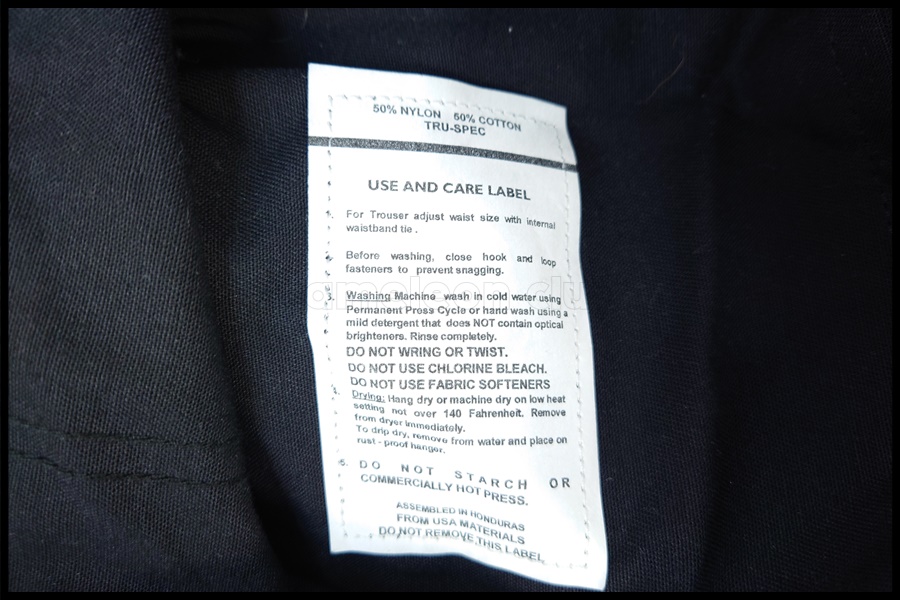 50% NYLON 50% COTTON
TRU-SPEC
USE AND CARE LABEL
1. For Trouser adjust waist size with internal
waistband tie .
2. Before washing, close hook and loop
fasteners to prevent snagging.
3. Washing Machine wash in cold water using
Permanent Press Cycle or hand wash using a
mild detergent that does NOT contain optical
brighteners. Rinse completely.
DO NOT WRING OR TWIST.
DO NOT USE CHLORINE BLEACH.
DO NOT USE FABRIC SOFTENERS
4. Drying: Hang dry or machine dry on low heat
setting not over 140 Fahrenheit. Remove
from dryer immediately.
To drip dry, remove from water and place on
rust - proof hanger.
5. DO NOT STARCH OR
COMMERCIALLY HOT PRESS.
ASSEMBLED IN HONDURAS
FROM USA MATERIALS
DO NOT REMOVE THIS LABEL